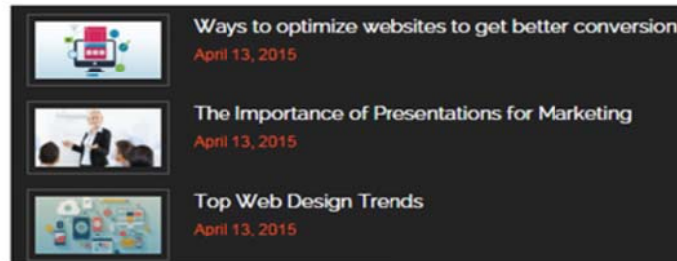 Ways to optimize websites to get better conversion
April 13, 2015
The Importance of Presentations for Marketing
April 13, 2015
Top Web Design Trends
April 13, 2015